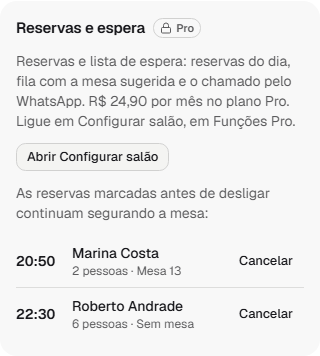 Reservas e espera Pro
Reservas e lista de espera: reservas do dia,
fila com a mesa sugerida e o chamado pelo
WhatsApp. R$ 24,90 por mês no plano Pro.
Ligue em Configurar salão, em Funções Pro.
Abrir Configurar salão
As reservas marcadas antes de desligar
continuam segurando a mesa:
20:50 Marina Costa Cancelar
2 pessoas · Mesa 13
22:30 Roberto Andrade Cancelar
6 pessoas · Sem mesa